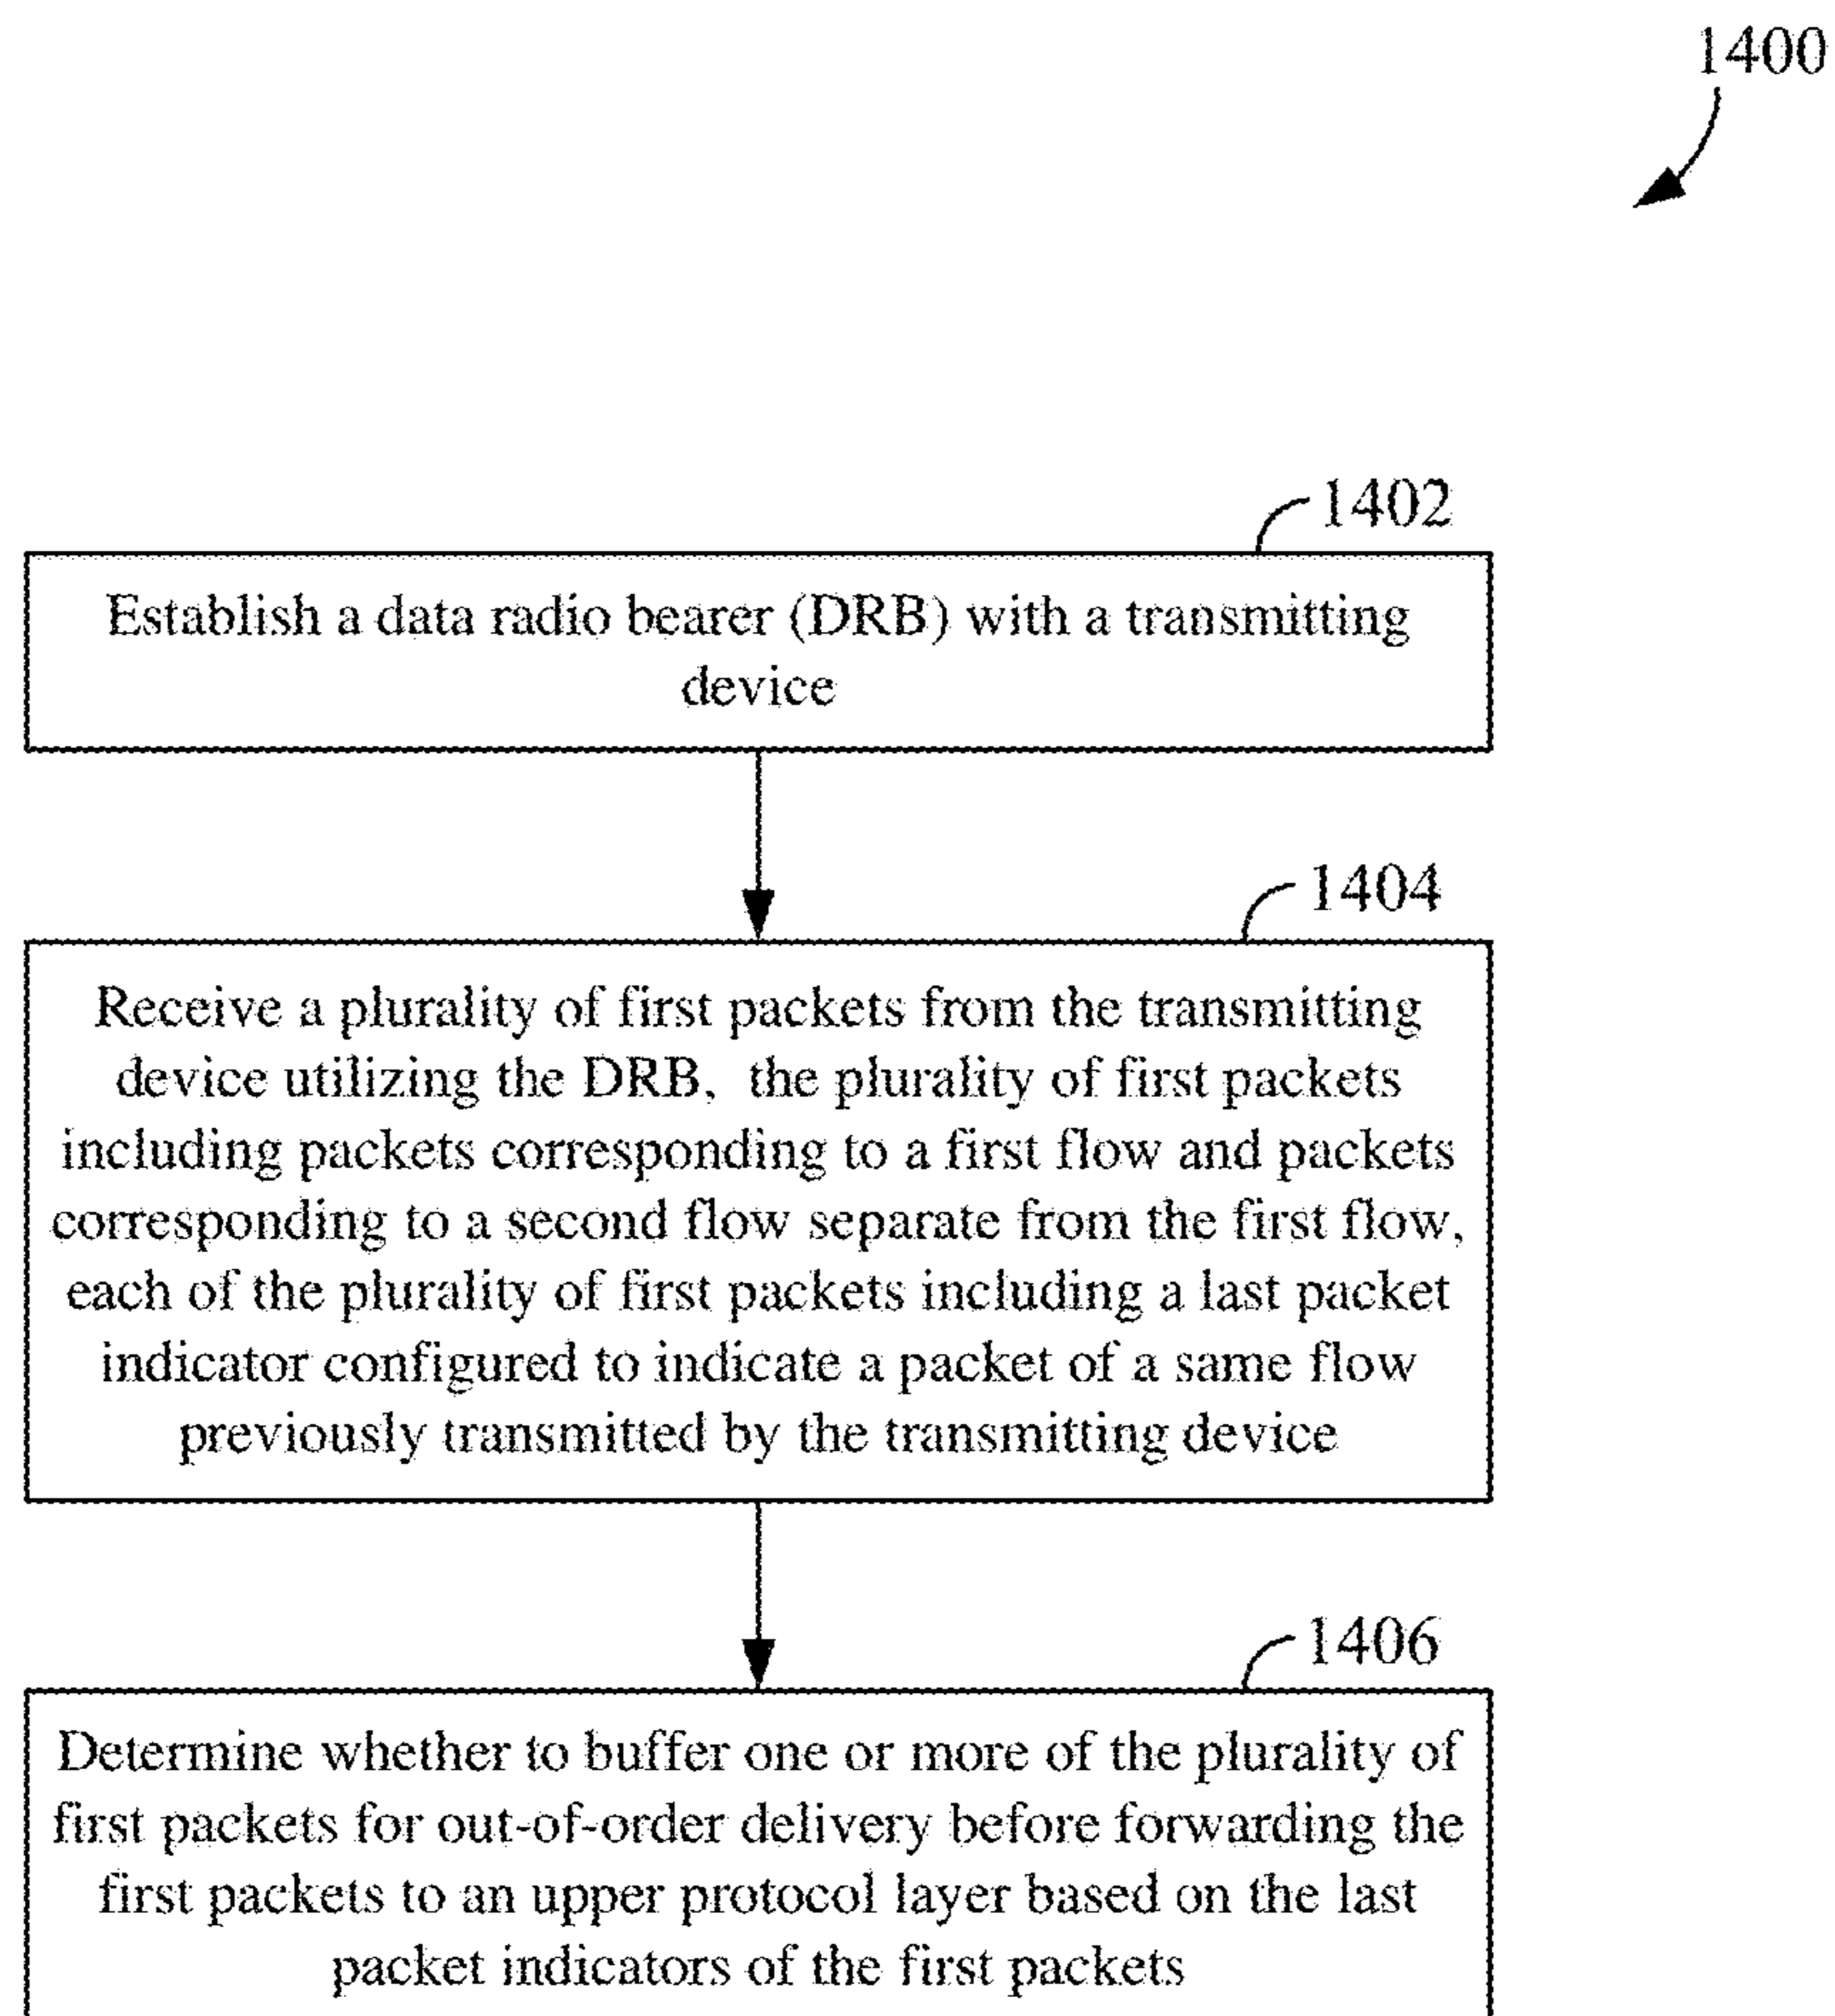 1400
1402
Establish a data radio bearer (DRB) with a transmitting
device
1404
Receive a plurality of first packets from the transmitting
device utilizing the DRB, the plurality of first packets
including packets corresponding to a first flow and packets
corresponding to a second flow separate from the first flow,
each of the plurality of first packets including a last packet
indicator configured to indicate a packet of a same flow
previously transmitted by the transmitting device
1406
Determine whether to buffer one or more of the plurality of
first packets for out-of-order delivery before forwarding the
first packets to an upper protocol layer based on the last
packet indicators of the first packets